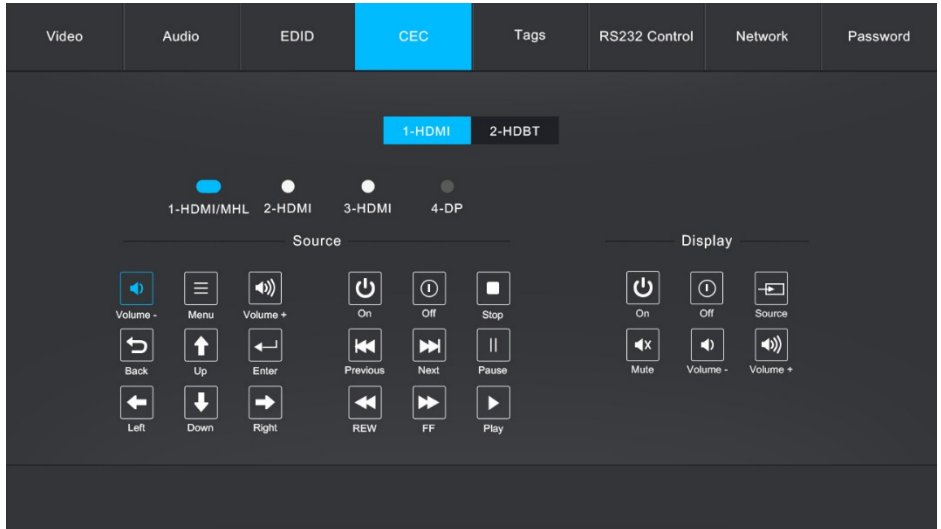 Video Audio EDID CEC Tags RS232 Control Network Password
1-HDMI 2-HDBT
1-HDMI/MHL 2-HDMI 3-HDMI 4-DP
Source
Display
Volume - Menu Volume + On Off Stop
On Off Source
Back Up Enter Previous Next Pause
Mute Volume - Volume +
Left Down Right REW FF Play